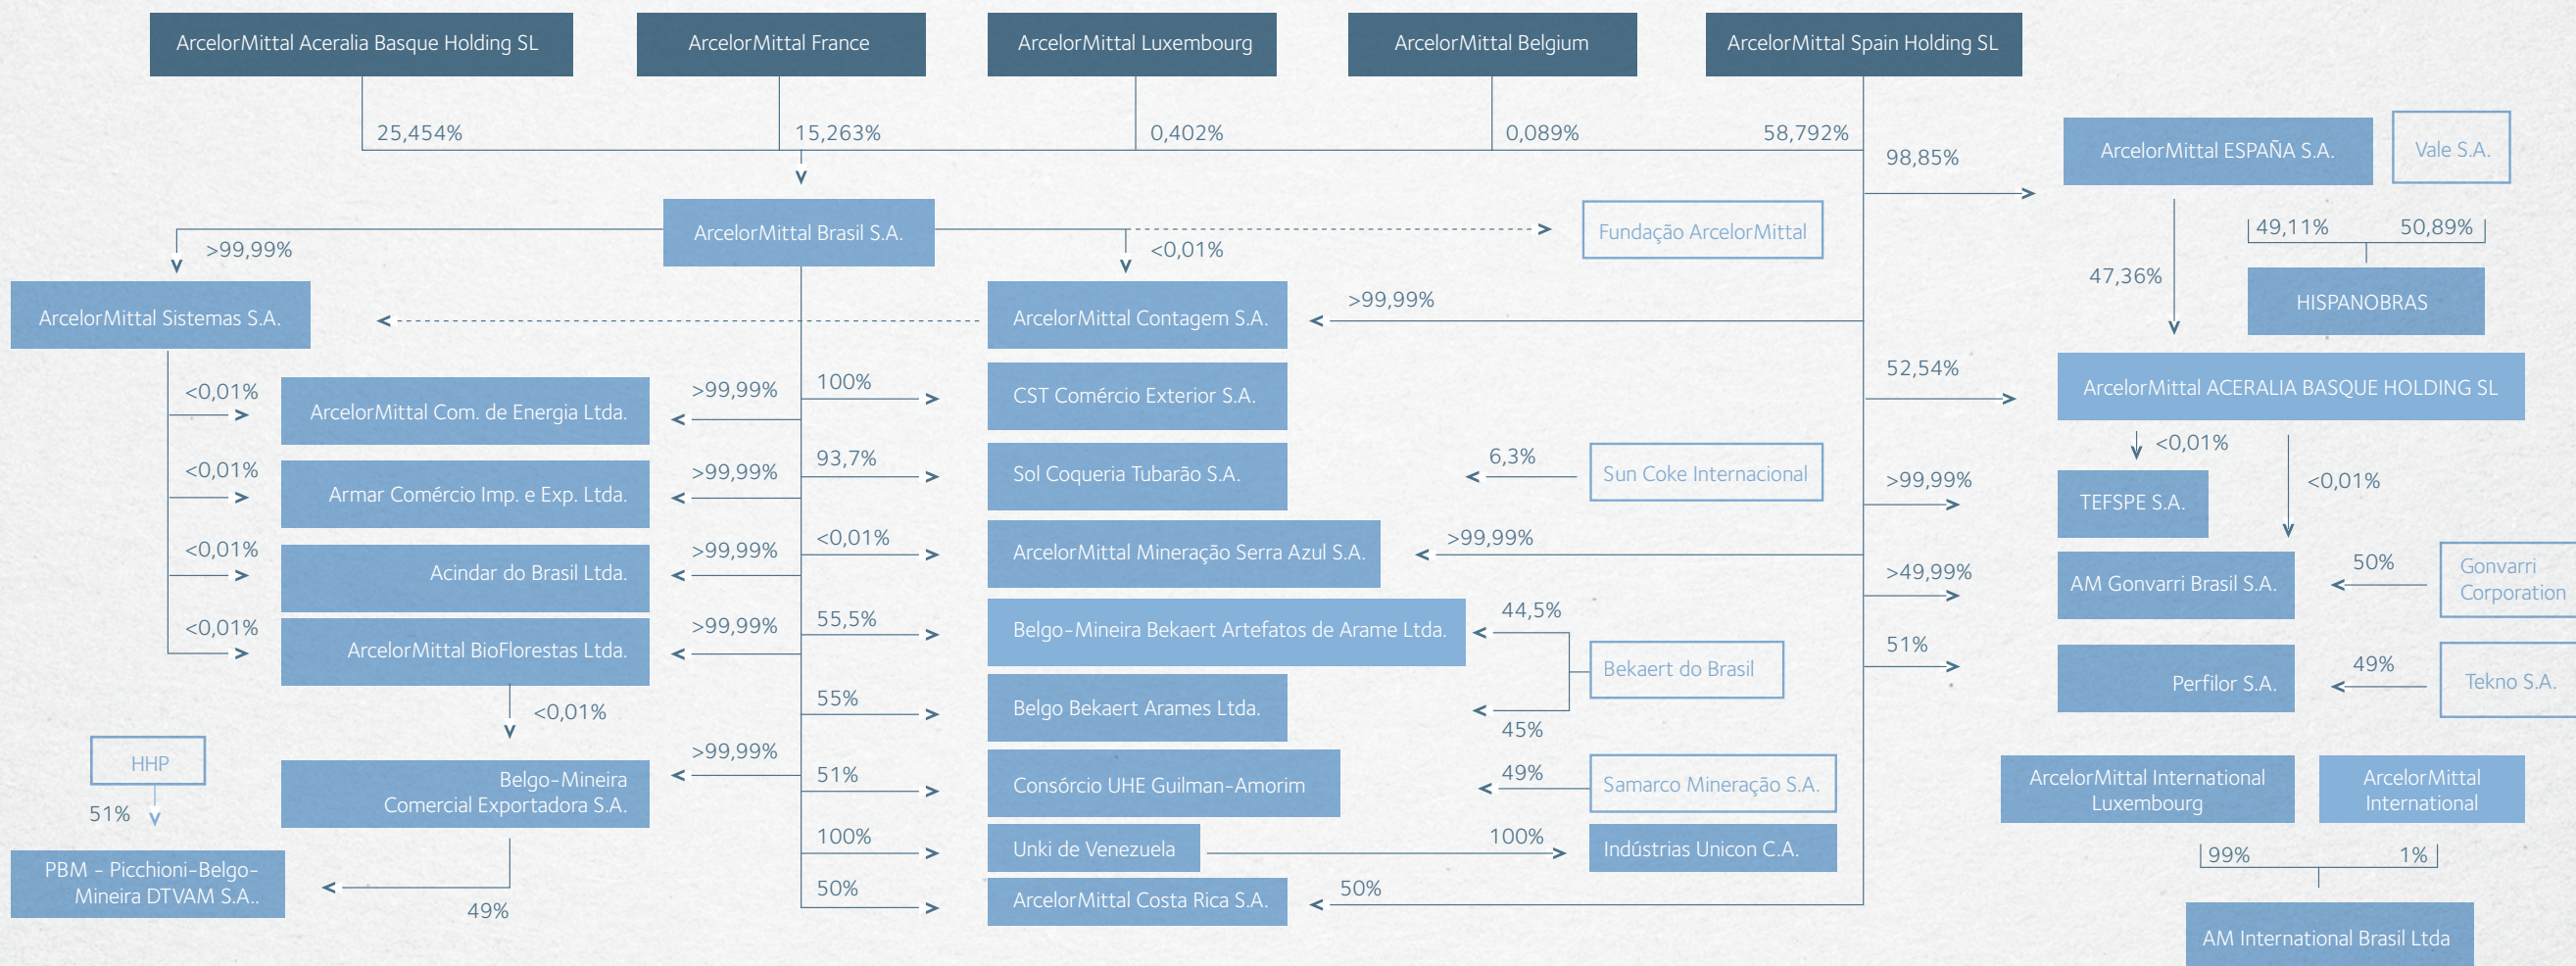 ArcelorMittal Aceralia Basque Holding SL
ArcelorMittal France
ArcelorMittal Luxembourg
ArcelorMittal Belgium
ArcelorMittal Spain Holding SL
25,454%
15,263%
0,402%
0,089%
58,792%
98,85%
ArcelorMittal ESPAÑA S.A.
Vale S.A.
ArcelorMittal Brasil S.A.
Fundação ArcelorMittal
49,11%
50,89%
>99,99%
<0,01%
47,36%
ArcelorMittal Sistemas S.A.
ArcelorMittal Contagem S.A.
>99,99%
HISPANOBRAS
<0,01%
ArcelorMittal Com. de Energia Ltda.
>99,99%
100%
CST Comércio Exterior S.A.
52,54%
ArcelorMittal ACERALIA BASQUE HOLDING SL
<0,01%
<0,01%
Armar Comércio Imp. e Exp. Ltda.
>99,99%
93,7%
Sol Coqueria Tubarão S.A.
6,3%
Sun Coke Internacional
>99,99%
TEFSPE S.A.
<0,01%
<0,01%
Acindar do Brasil Ltda.
>99,99%
<0,01%
ArcelorMittal Mineração Serra Azul S.A.
>99,99%
>49,99%
AM Gonvarri Brasil S.A.
50%
Gonvarri
Corporation
<0,01%
ArcelorMittal BioFlorestas Ltda.
>99,99%
55,5%
Belgo-Mineira Bekaert Artefatos de Arame Ltda.
44,5%
Bekaert do Brasil
51%
Perfilor S.A.
49%
Tekno S.A.
<0,01%
55%
Belgo Bekaert Arames Ltda.
45%
HHP
51%
Belgo-Mineira
Comercial Exportadora S.A.
>99,99%
51%
Consórcio UHE Guilman-Amorim
49%
Samarco Mineração S.A.
ArcelorMittal International
Luxembourg
ArcelorMittal
International
100%
Unki de Venezuela
100%
Indústrias Unicon C.A.
99%
1%
PBM - Picchioni-Belgo-
Mineira DTVAM S.A..
49%
50%
ArcelorMittal Costa Rica S.A.
50%
AM International Brasil Ltda